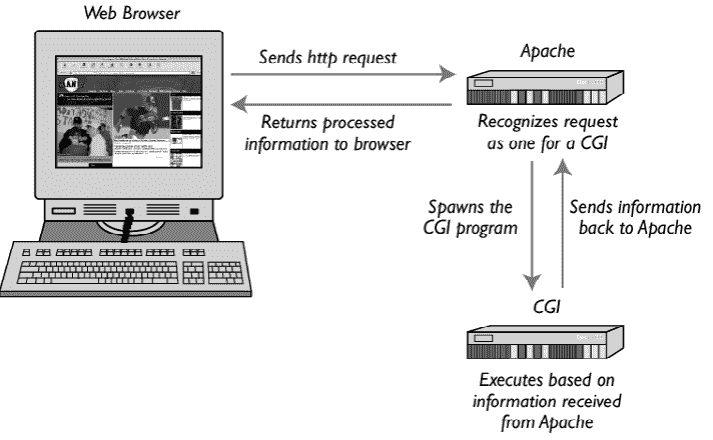 Web Browser
Sends http request
Apache
Returns processed
information to browser
Recognizes request
as one for a CGI
Spawns the
CGI program
Sends information
back to Apache
CGI
Executes based on
information received
from Apache